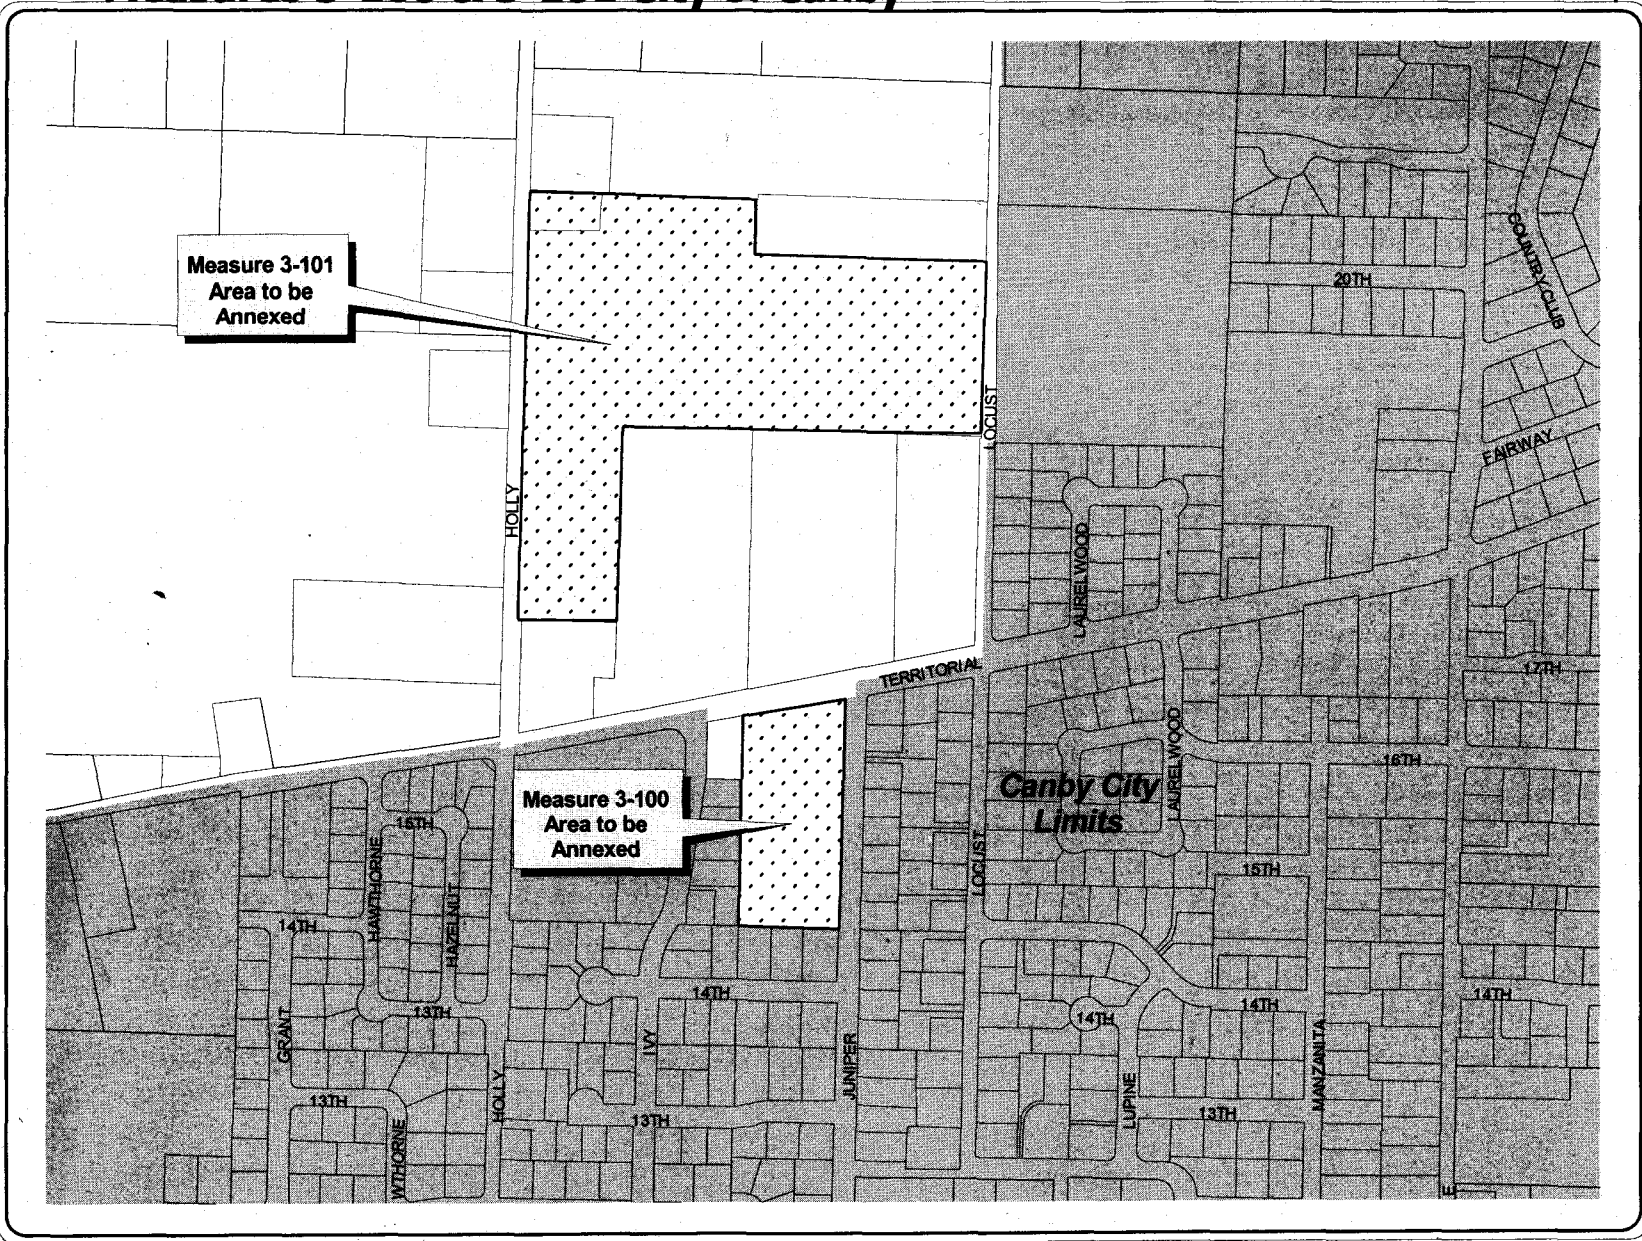 Measure 3-101
Area to be
Annexed
COUNTRY CLUB
20TH
LOCUST
FAIRWAY
HOLLY
LAURELWOOD
TERRITORIAL
17TH
LAURELWOOD
16TH
Measure 3-100
Area to be
Annexed
Canby City
Limits
15TH
HAWTHORNE
HAZELNUT
LOCUST
15TH
14TH
14TH
14TH
14TH
14TH
13TH
GRANT
IVY
JUNIPER
MANZANITA
HOLLY
LUPINE
13TH
13TH
13TH
WTHORNE
E